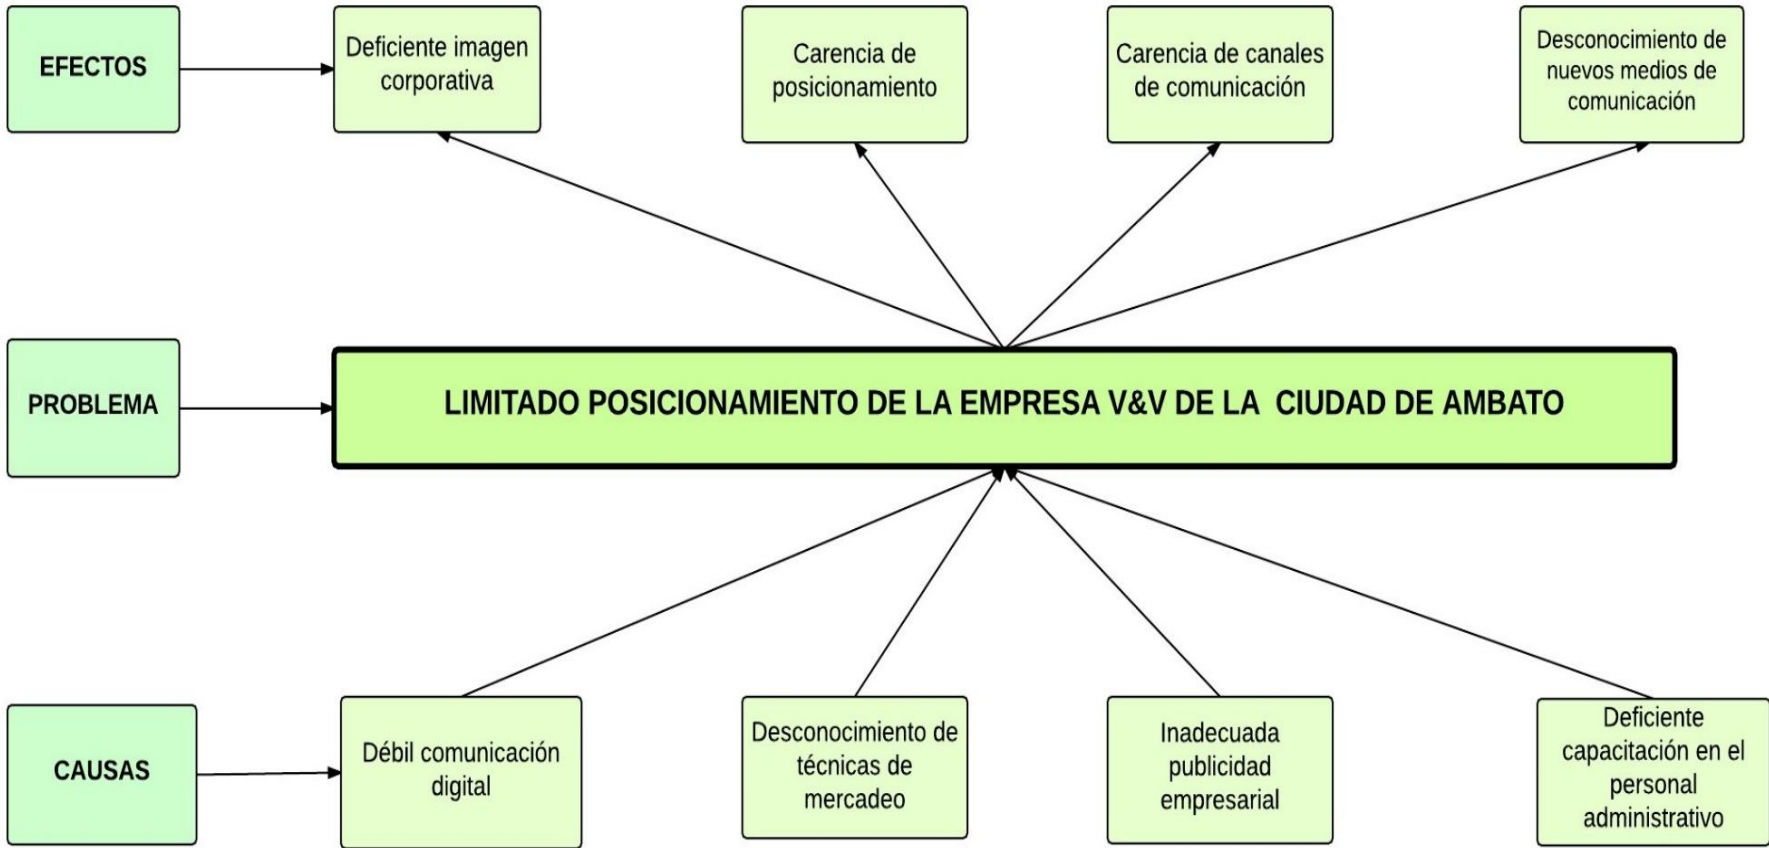 EFECTOS
Deficiente imagen
corporativa
Carencia de
posicionamiento
Carencia de canales
de comunicación
Desconocimiento de
nuevos medios de
comunicación
PROBLEMA
LIMITADO POSICIONAMIENTO DE LA EMPRESA V&V DE LA CIUDAD DE AMBATO
CAUSAS
Débil comunicación
digital
Desconocimiento de
técnicas de
mercadeo
Inadecuada
publicidad
empresarial
Deficiente
capacitación en el
personal
administrativo